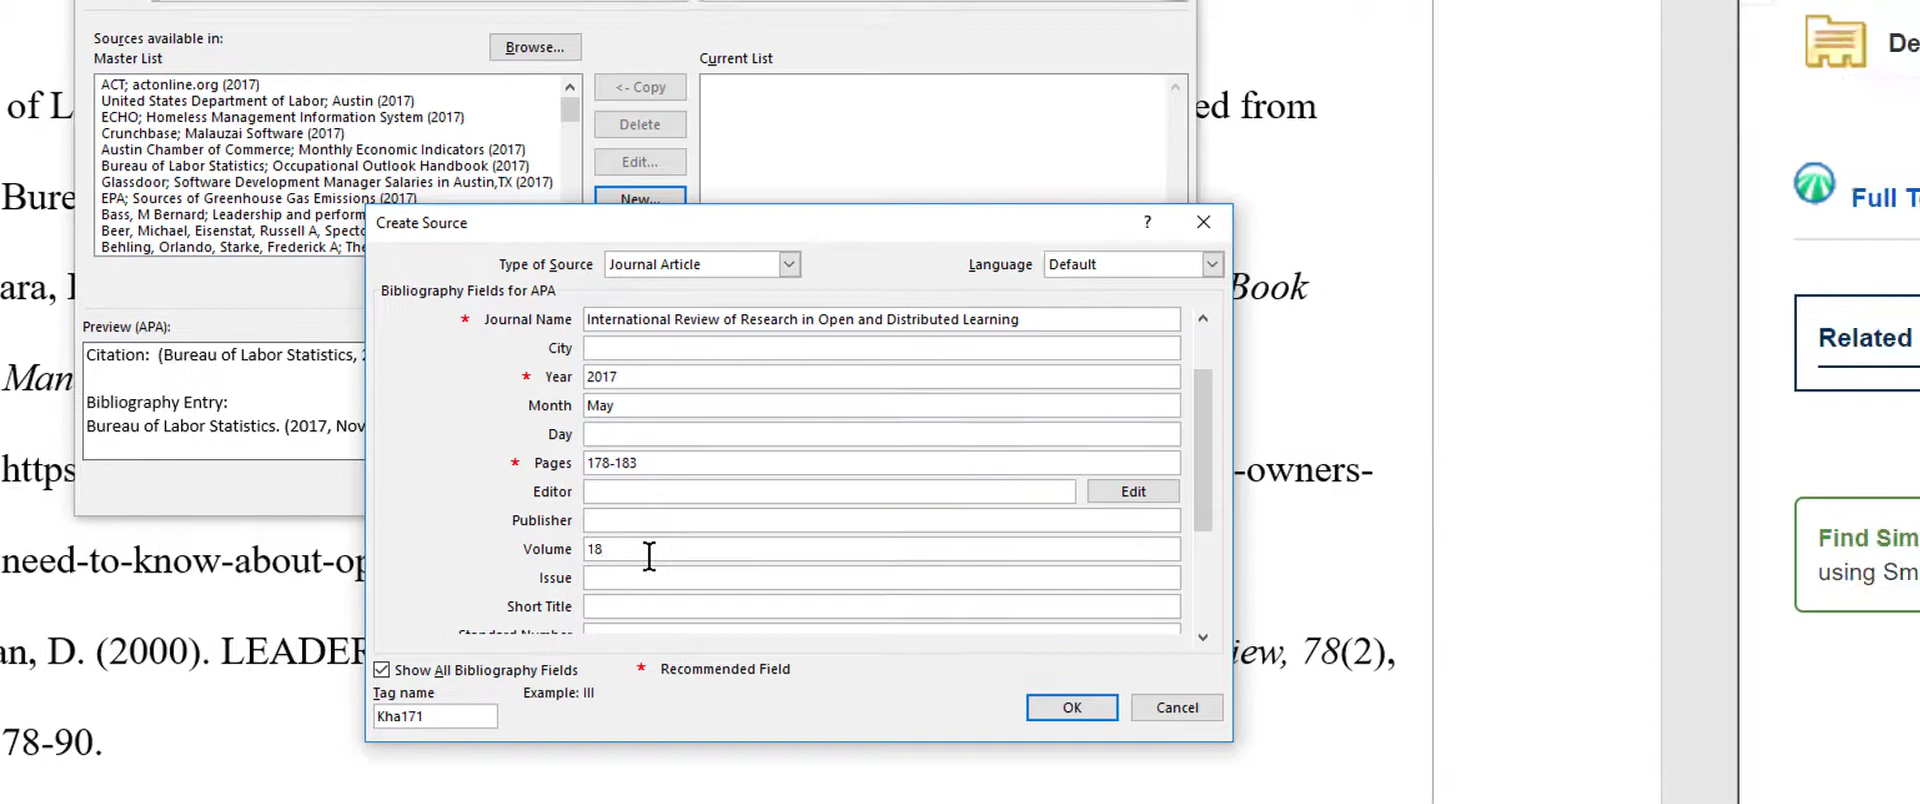 Sources available in:
Master List
Browse...
Current List
ACT; actonline.org (2017)
United States Department of Labor; Austin (2017)
ECHO; Homeless Management Information System (2017)
Crunchbase; Malauzai Software (2017)
Austin Chamber of Commerce; Monthly Economic Indicators (2017)
Bureau of Labor Statistics; Occupational Outlook Handbook (2017)
Glassdoor; Software Development Manager Salaries in Austin,TX (2017)
EPA; Sources of Greenhouse Gas Emissions (2017)
Bass, M Bernard; Leadership and perform
Beer, Michael, Eisenstat, Russell A, Specto
Behling, Orlando, Starke, Frederick A; The
<- Copy
Delete
Edit...
New...
Preview (APA):
Citation: (Bureau of Labor Statistics, 2
Bibliography Entry:
Bureau of Labor Statistics. (2017, Nov
Create Source
?
Type of Source Journal Article
Language Default
Bibliography Fields for APA
* Journal Name International Review of Research in Open and Distributed Learning
City
* Year 2017
Month May
Day
* Pages 178-183
Editor Edit
Publisher
Volume 18
Issue
Short Title
Standard Number
Show All Bibliography Fields * Recommended Field
Tag name Example: III
Kha171
OK Cancel
of L ed from
Bure
ara, Book
Man
https -owners-
need-to-know-about-op
an, D. (2000). LEADER iew, 78(2),
78-90.
De
Full T
Related
Find Sim
using Sm